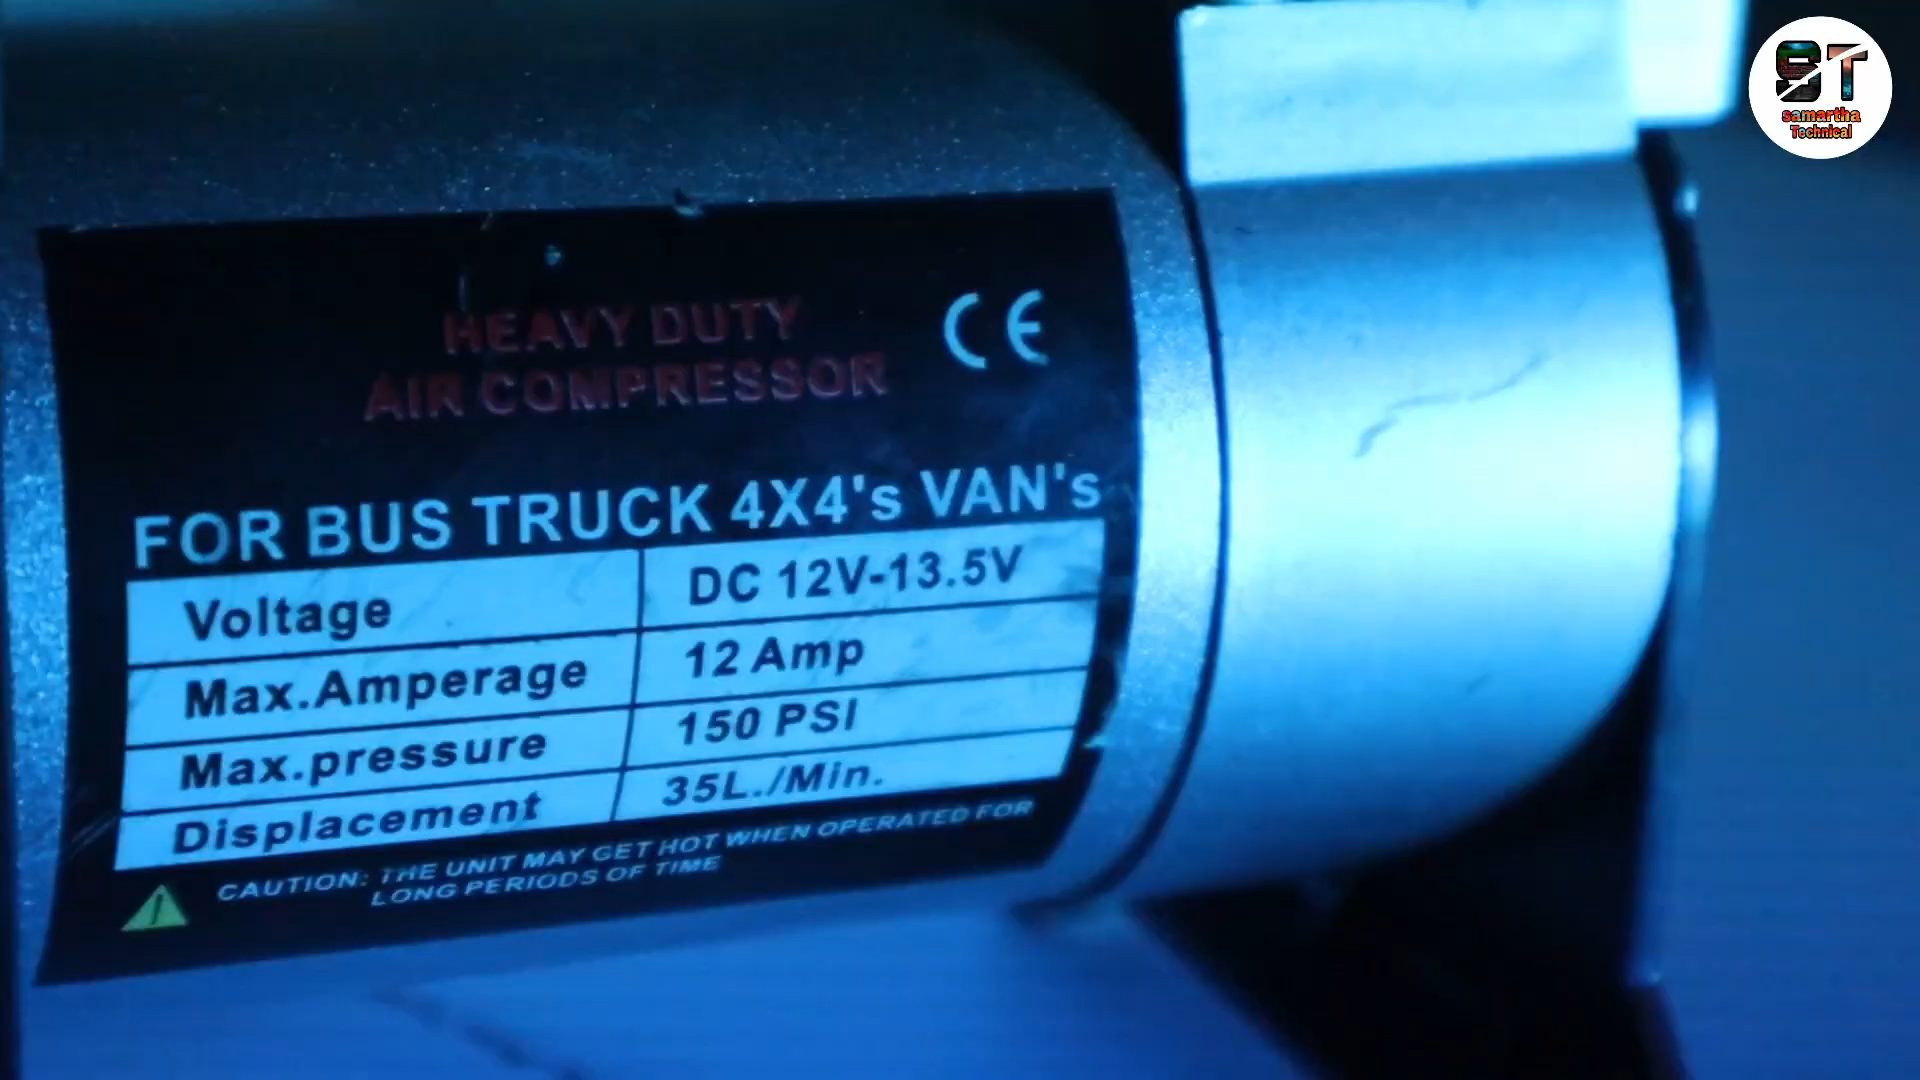 ST
samartha
Technical
HEAVY DUTY
AIR COMPRESSOR
CE
FOR BUS TRUCK 4X4's VAN's
Voltage DC 12V-13.5V
Max.Amperage 12 Amp
Max.pressure 150 PSI
Displacement 35L./Min.
CAUTION: THE UNIT MAY GET HOT WHEN OPERATED FOR
LONG PERIODS OF TIME